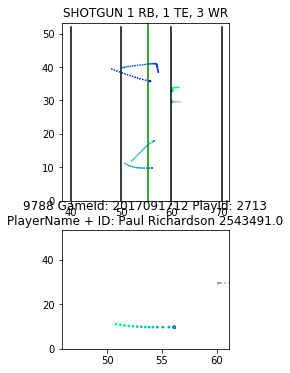 SHOTGUN 1 RB, 1 TE, 3 WR
50
40
30
20
10
0
40 50 60 70
9788 GameId: 2017091712 PlayId: 2713
PlayerName + ID: Paul Richardson 2543491.0
40
20
0
50 55 60